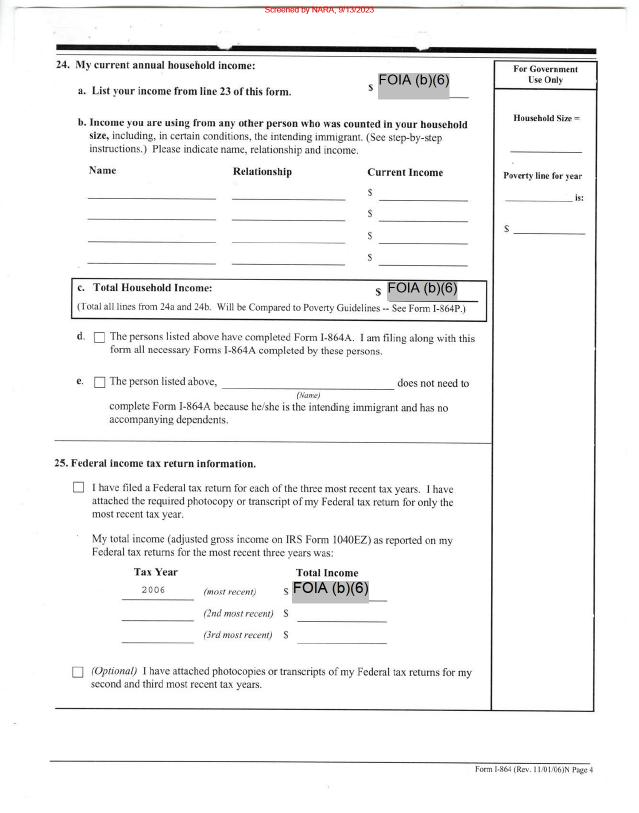 Screened by NARA, 9/13/2023
24. My current annual household income:
a. List your income from line 23 of this form.
$ FOIA (b)(6)
b. Income you are using from any other person who was counted in your household
size, including, in certain conditions, the intending immigrant. (See step-by-step
instructions.) Please indicate name, relationship and income.
Name Relationship Current Income
$
$
$
$
c. Total Household Income: $ FOIA (b)(6)
(Total all lines from 24a and 24b. Will be Compared to Poverty Guidelines -- See Form I-864P.)
d. The persons listed above have completed Form I-864A. I am filing along with this
form all necessary Forms I-864A completed by these persons.
e. The person listed above, does not need to
(Name)
complete Form I-864A because he/she is the intending immigrant and has no
accompanying dependents.
25. Federal income tax return information.
I have filed a Federal tax return for each of the three most recent tax years. I have
attached the required photocopy or transcript of my Federal tax return for only the
most recent tax year.
My total income (adjusted gross income on IRS Form 1040EZ) as reported on my
Federal tax returns for the most recent three years was:
Tax Year Total Income
2006 (most recent) $ FOIA (b)(6)
(2nd most recent) $
(3rd most recent) $
(Optional) I have attached photocopies or transcripts of my Federal tax returns for my
second and third most recent tax years.
For Government
Use Only
Household Size =
Poverty line for year
is:
$
Form I-864 (Rev. 11/01/06)N Page 4